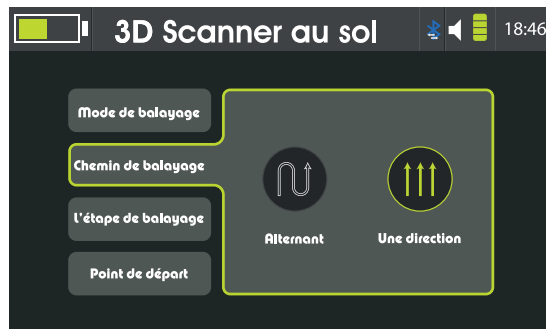 3D Scanner au sol
18:46
Mode de balayage
Chemin de balayage
L'étape de balayage
Point de départ
Alternant
Une direction